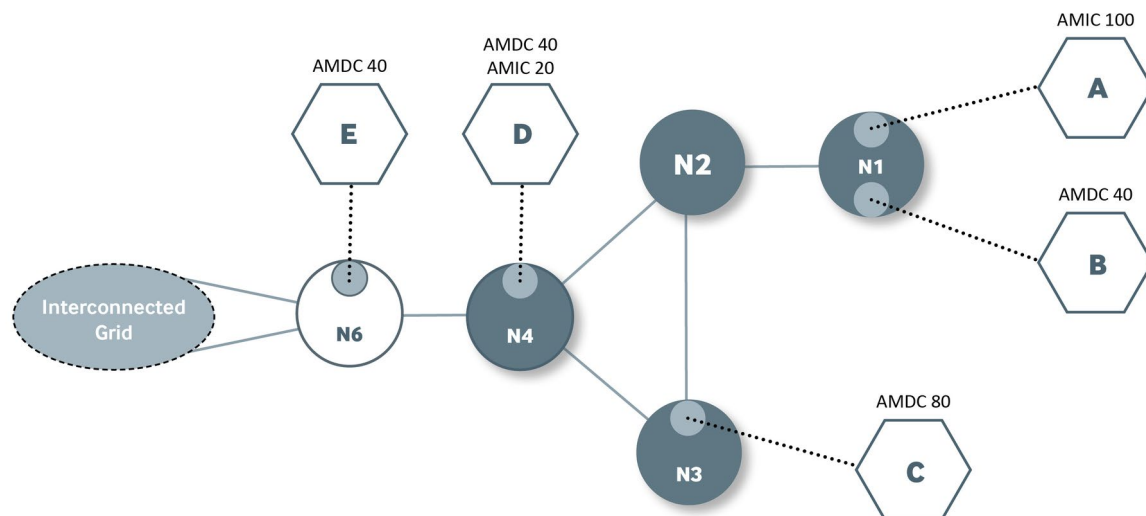 AMIC 100
A
AMDC 40
AMIC 20
AMDC 40
E
D
N2
N1
AMDC 40
B
Interconnected
Grid
N6
N4
AMDC 80
C
N3